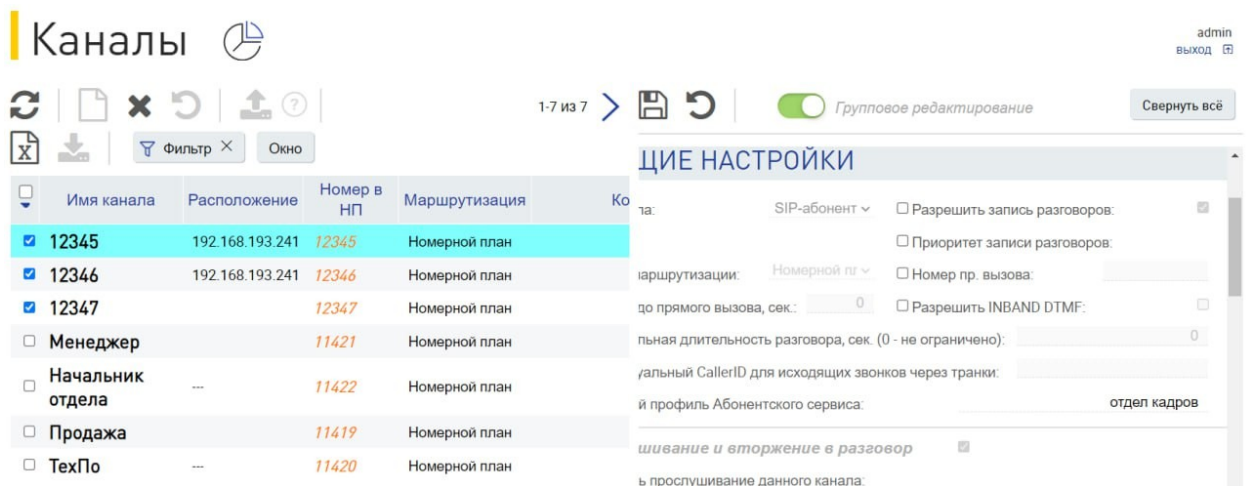 Каналы
admin
выход
1-7 из 7
Групповое редактирование
Свернуть всё
Фильтр
Окно
Имя канала Расположение Номер в НП Маршрутизация Ко
12345 192.168.193.241 12345 Номерной план
12346 192.168.193.241 12346 Номерной план
12347 12347 Номерной план
Менеджер 11421 Номерной план
Начальник
отдела --- 11422 Номерной план
Продажа 11419 Номерной план
ТехПо --- 11420 Номерной план
ЩИЕ НАСТРОЙКИ
ла: SIP-абонент Разрешить запись разговоров:
Приоритет записи разговоров:
маршрутизации: Номерной пл Номер пр. вызова:
до прямого вызова, сек.: 0 Разрешить INBAND DTMF:
льная длительность разговора, сек. (0 - не ограничено): 0
уальный CallerID для исходящих звонков через транки:
й профиль Абонентского сервиса: отдел кадров
шивание и вторжение в разговор
ь прослушивание данного канала: